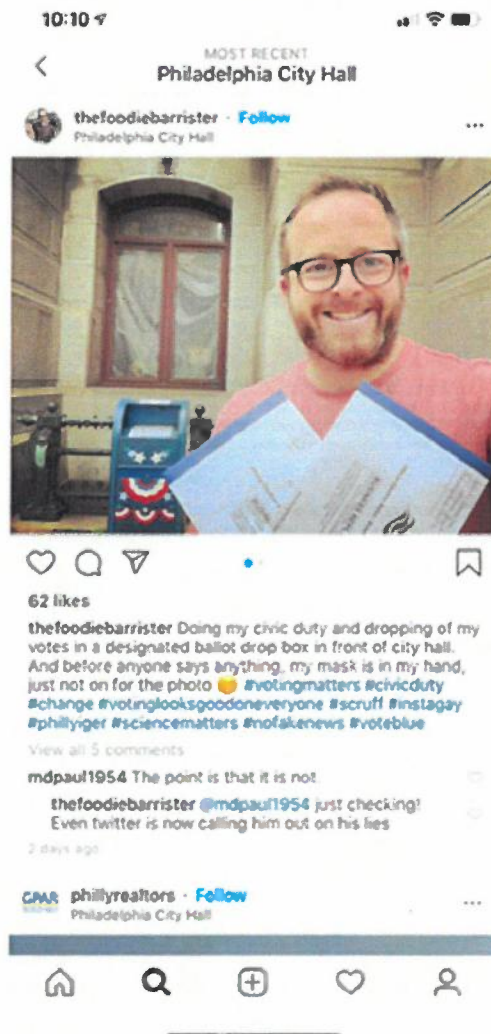 10:10
MOST RECENT
Philadelphia City Hall
thefoodiebarrister · Follow
Philadelphia City Hall
62 likes
thefoodiebarrister Doing my civic duty and dropping of my
votes in a designated ballot drop box in front of city hall.
And before anyone says anything, my mask is in my hand,
just not on for the photo #votingmatters #civicduty
#change #votinglooksgoodoneveryone #scruff #instagay
#phillyiger #sciencematters #nofakenews #voteblue
View all 5 comments
mdpaul1954 The point is that it is not
thefoodiebarrister @mdpaul1954 just checking!
Even twitter is now calling him out on his lies
2 days ago
GPAR phillyrealtors · Follow
Philadelphia City Hall